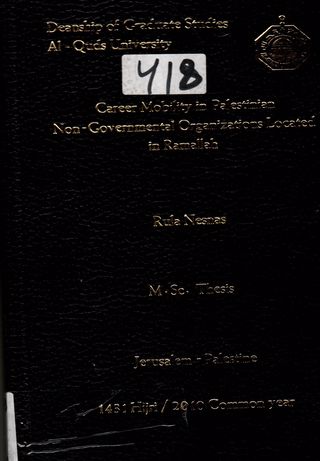 Deanship of Graduate Studies
Al - Quds University
418
Career Mobility in Palestinian
Non-Governmental Organizations Located
in Ramallah
Rula Nesnas
M. Sc. Thesis
Jerusalem - Palestine
1431 Hijri / 2010 Common year